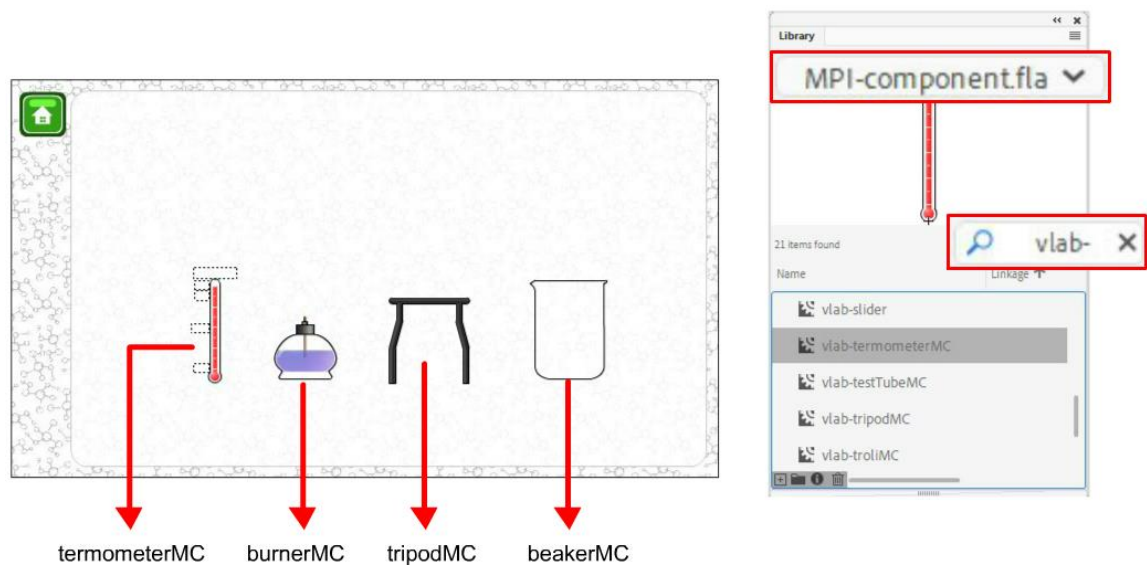 Library
MPI-component.fla
21 items found
vlab-
Name
Linkage
vlab-slider
vlab-termometerMC
vlab-testTubeMC
vlab-tripodMC
vlab-troliMC
termometerMC
burnerMC
tripodMC
beakerMC